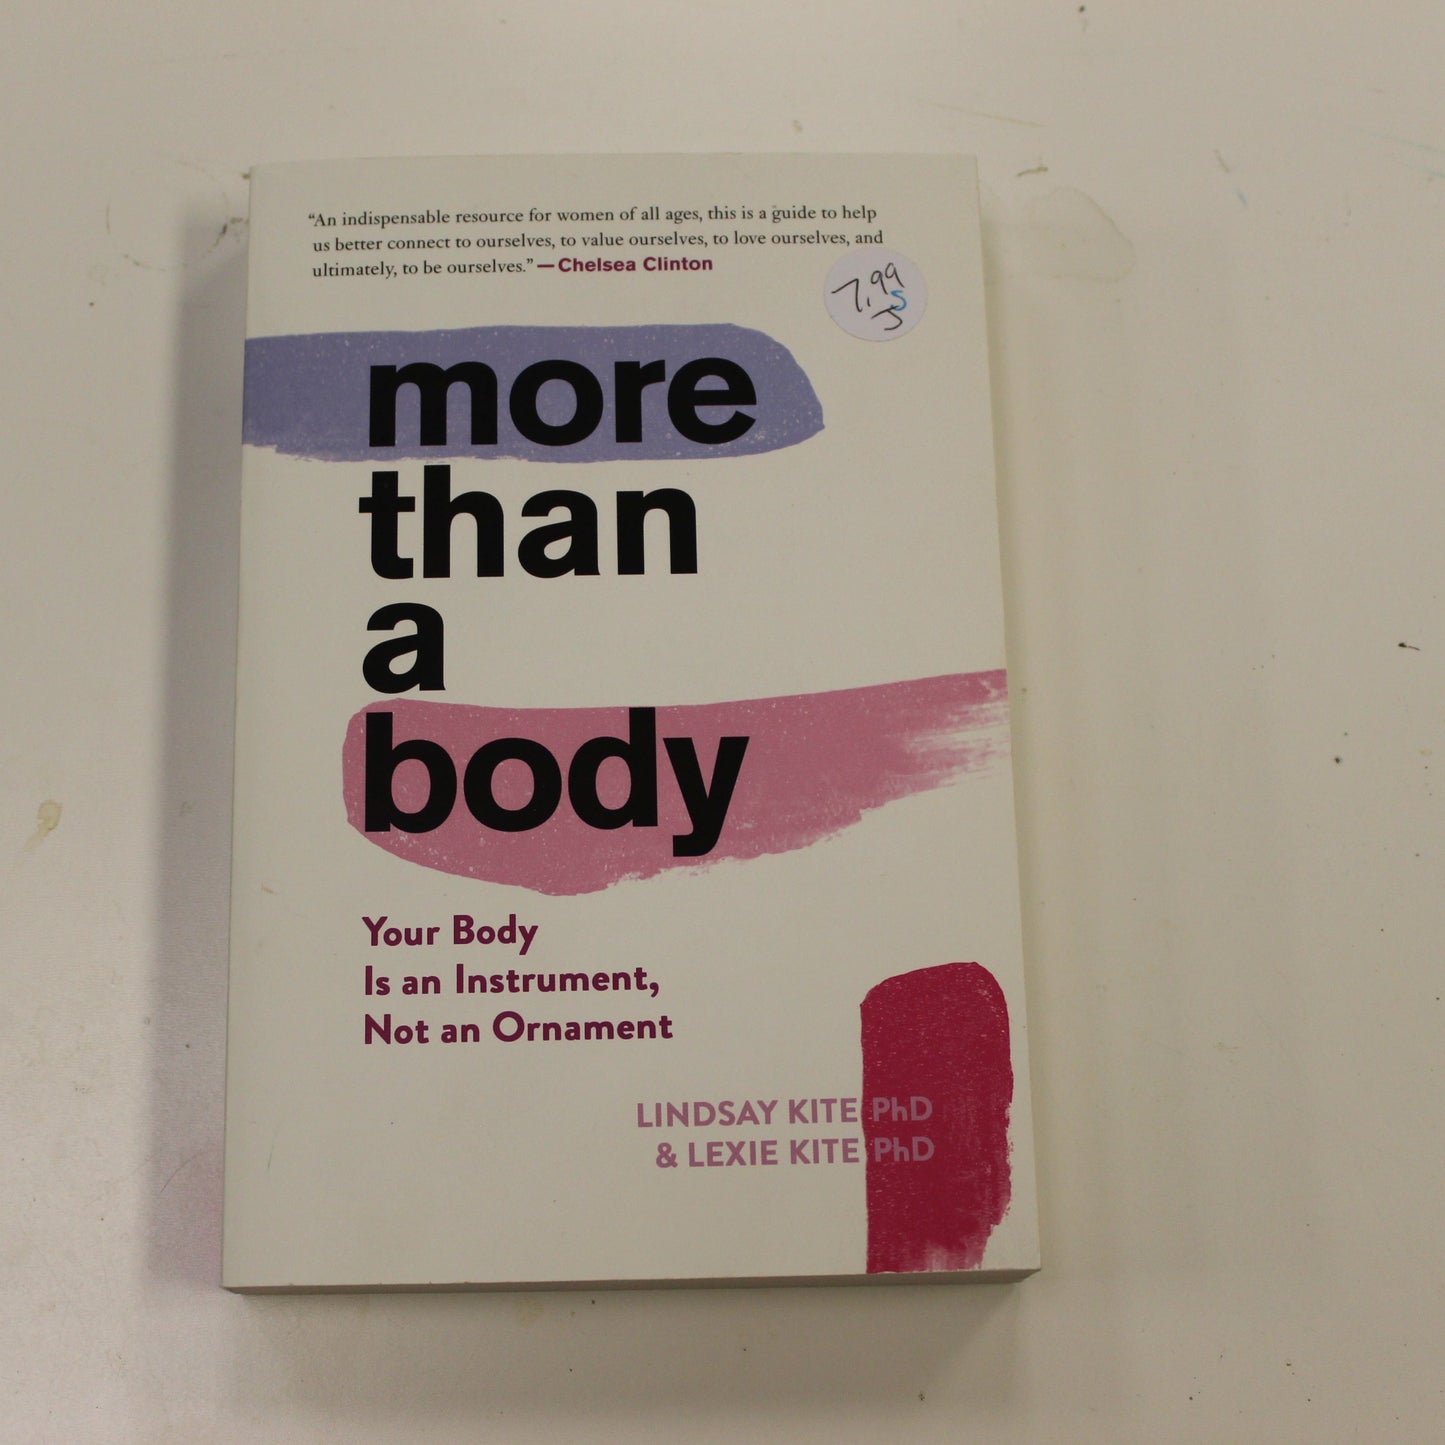 “An indispensable resource for women of all ages, this is a guide to help
us better connect to ourselves, to value ourselves, to love ourselves, and
ultimately, to be ourselves.” —Chelsea Clinton
7.99
S
J
more
than
a
body
Your Body
Is an Instrument,
Not an Ornament
LINDSAY KITE PhD
& LEXIE KITE PhD